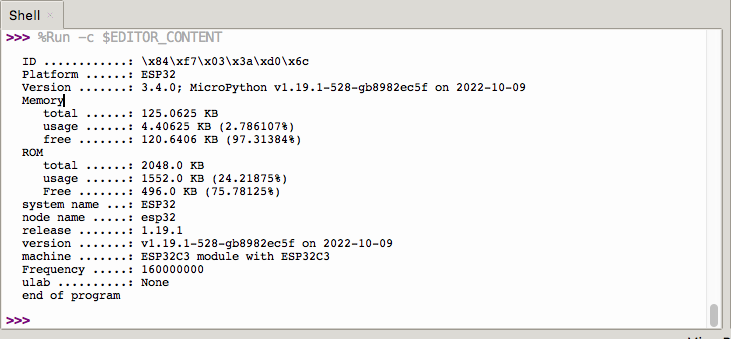 Shell ×
>>> %Run -c $EDITOR_CONTENT
ID ............: \x84\xf7\x03\x3a\xd0\x6c
Platform ......: ESP32
Version .......: 3.4.0; MicroPython v1.19.1-528-gb8982ec5f on 2022-10-09
Memory
total ......: 125.0625 KB
usage ......: 4.40625 KB (2.786107%)
free .......: 120.6406 KB (97.31384%)
ROM
total ......: 2048.0 KB
usage ......: 1552.0 KB (24.21875%)
Free .......: 496.0 KB (75.78125%)
system name ...: ESP32
node name .....: esp32
release .......: 1.19.1
version .......: v1.19.1-528-gb8982ec5f on 2022-10-09
machine .......: ESP32C3 module with ESP32C3
Frequency .....: 160000000
ulab ..........: None
end of program
>>>